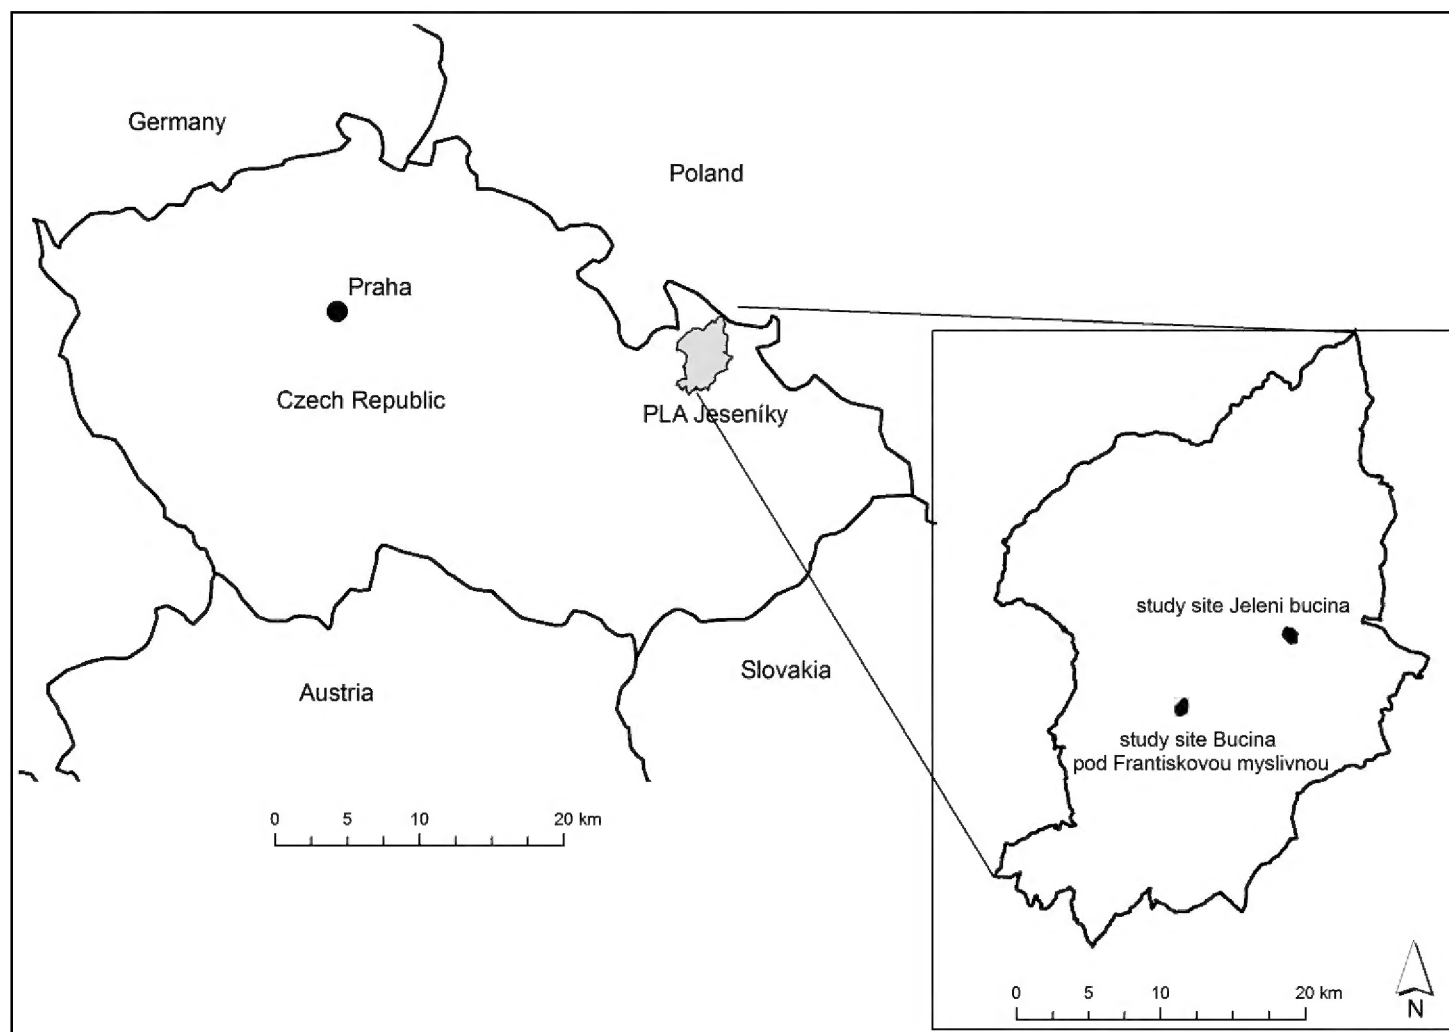 Germany
Poland
Praha
Czech Republic
PLA Jeseníky
Austria
Slovakia
0 5 10 20 km
study site Jeleni bucina
study site Bucina
pod Frantiskovou myslivnou
0 5 10 20 km
N